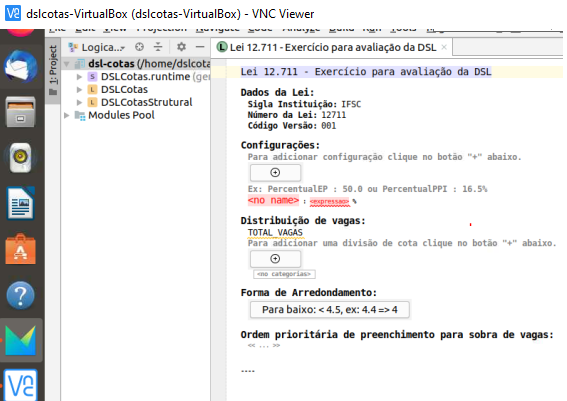 dslcotas-VirtualBox (dslcotas-VirtualBox) - VNC Viewer
Logica...
Lei 12.711 - Exercício para avaliação da DSL
1: Project
dsl-cotas (/home/dslcota
DSLCotas.runtime (ge
DSLCotas
DSLCotasStrutural
Modules Pool
Lei 12.711 - Exercício para avaliação da DSL
Dados da Lei:
Sigla Instituição: IFSC
Número da Lei: 12711
Código Versão: 001
Configurações:
Para adicionar configuração clique no botão "+" abaixo.
Ex: PercentualEP : 50.0 ou PercentualPPI : 16.5%
<no name> : <expressao> %
Distribuição de vagas:
TOTAL_VAGAS
Para adicionar uma divisão de cota clique no botão "+" abaixo.
<no categorias>
Forma de Arredondamento:
Para baixo: < 4.5, ex: 4.4 => 4
Ordem prioritária de preenchimento para sobra de vagas:
<< ... >>
----